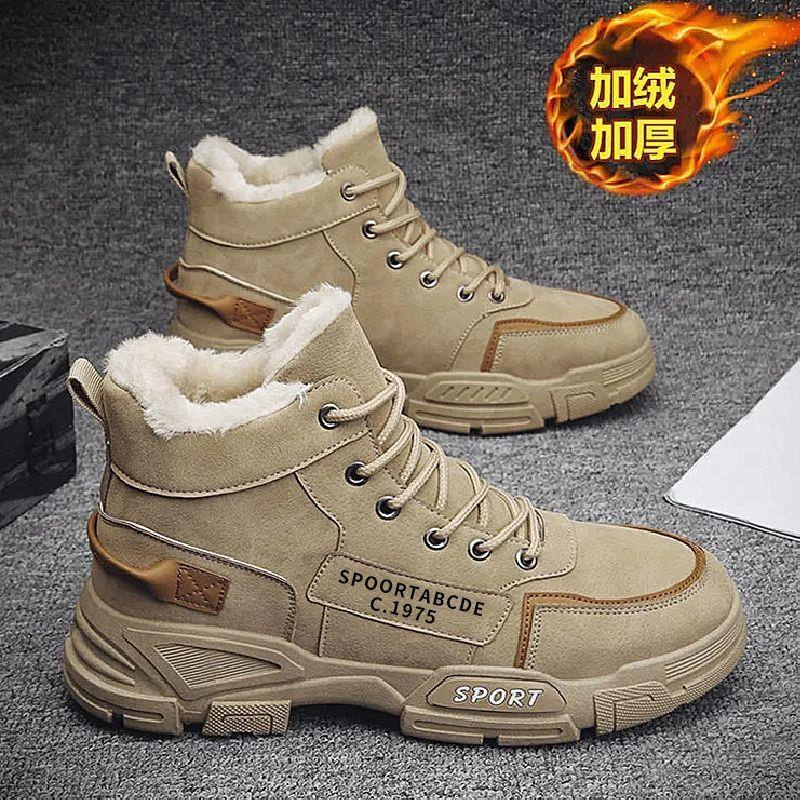 加绒
加厚
SPOORTABCDE
C.1975
SPORT